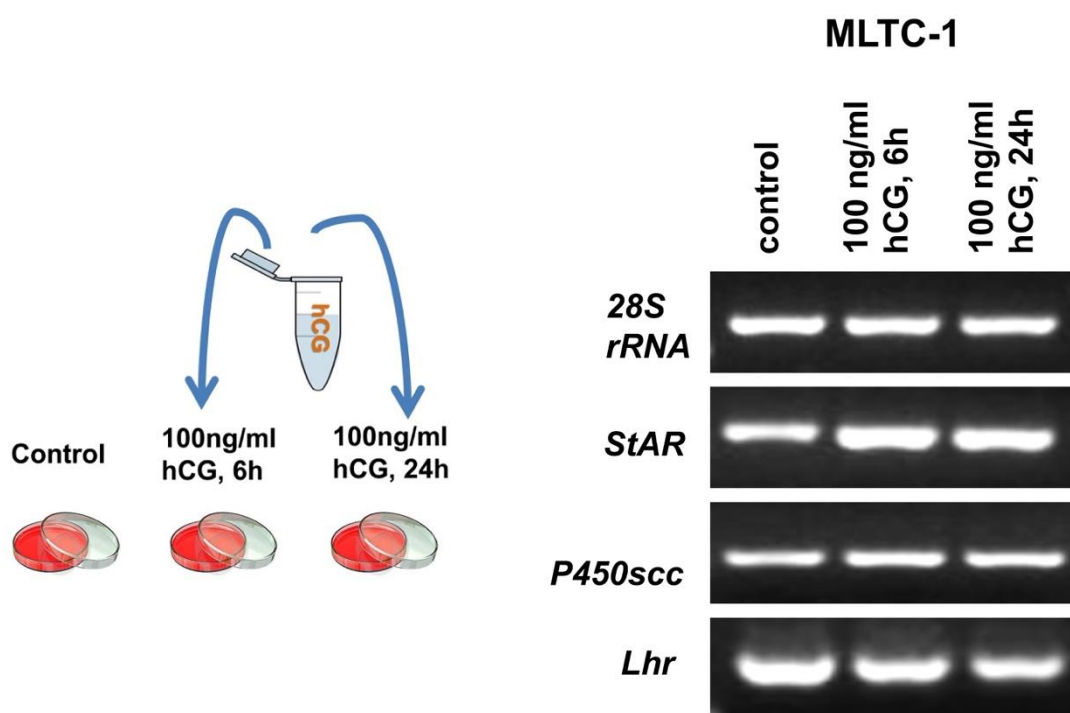 MLTC-1
control
100 ng/ml
hCG, 6h
100 ng/ml
hCG, 24h
hCG
Control
100ng/ml
hCG, 6h
100ng/ml
hCG, 24h
28S
rRNA
StAR
P450scc
Lhr